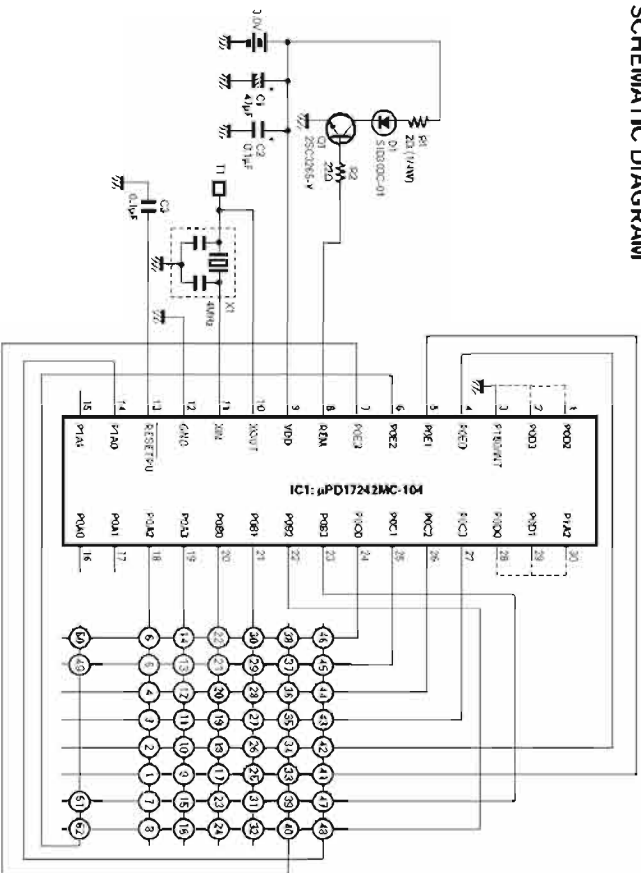 SCHEMATIC DIAGRAM
3.0V
C1
47μF
C2
0.1μF
R1
2Ω (1/4W)
D1
Q1
2SC3265-Y
R2
22Ω
T1
C3
0.1μF
X1
4MHz
IC1: μPD17242MC-104
15 14 13 12 11 10 9 8 7 6 5 4 3 2 1
P1A1 P1A0 RESET GND XIN XOUT VDD REM P0E3 P0E2 P0E1 P0E0 P1B0/INT P0D3 P0D2
P0A0 P0A1 P0A2 P0A3 P0B0 P0B1 P0B2 P0B3 P0C0 P0C1 P0C2 P0C3 P0D0 P0D1 P1A2
16 17 18 19 20 21 22 23 24 25 26 27 28 29 30
50 6 14 22 30 38 46
49 5 13 21 29 37 45
4 12 20 28 36 44
3 11 19 27 35 43
2 10 18 26 34 42
1 9 17 25 33 41
51 7 15 23 31 39 47
52 8 16 24 32 40 48